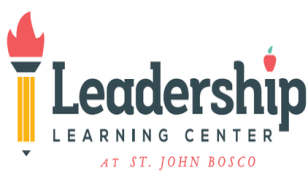 Leadership
LEARNING CENTER
AT ST. JOHN BOSCO